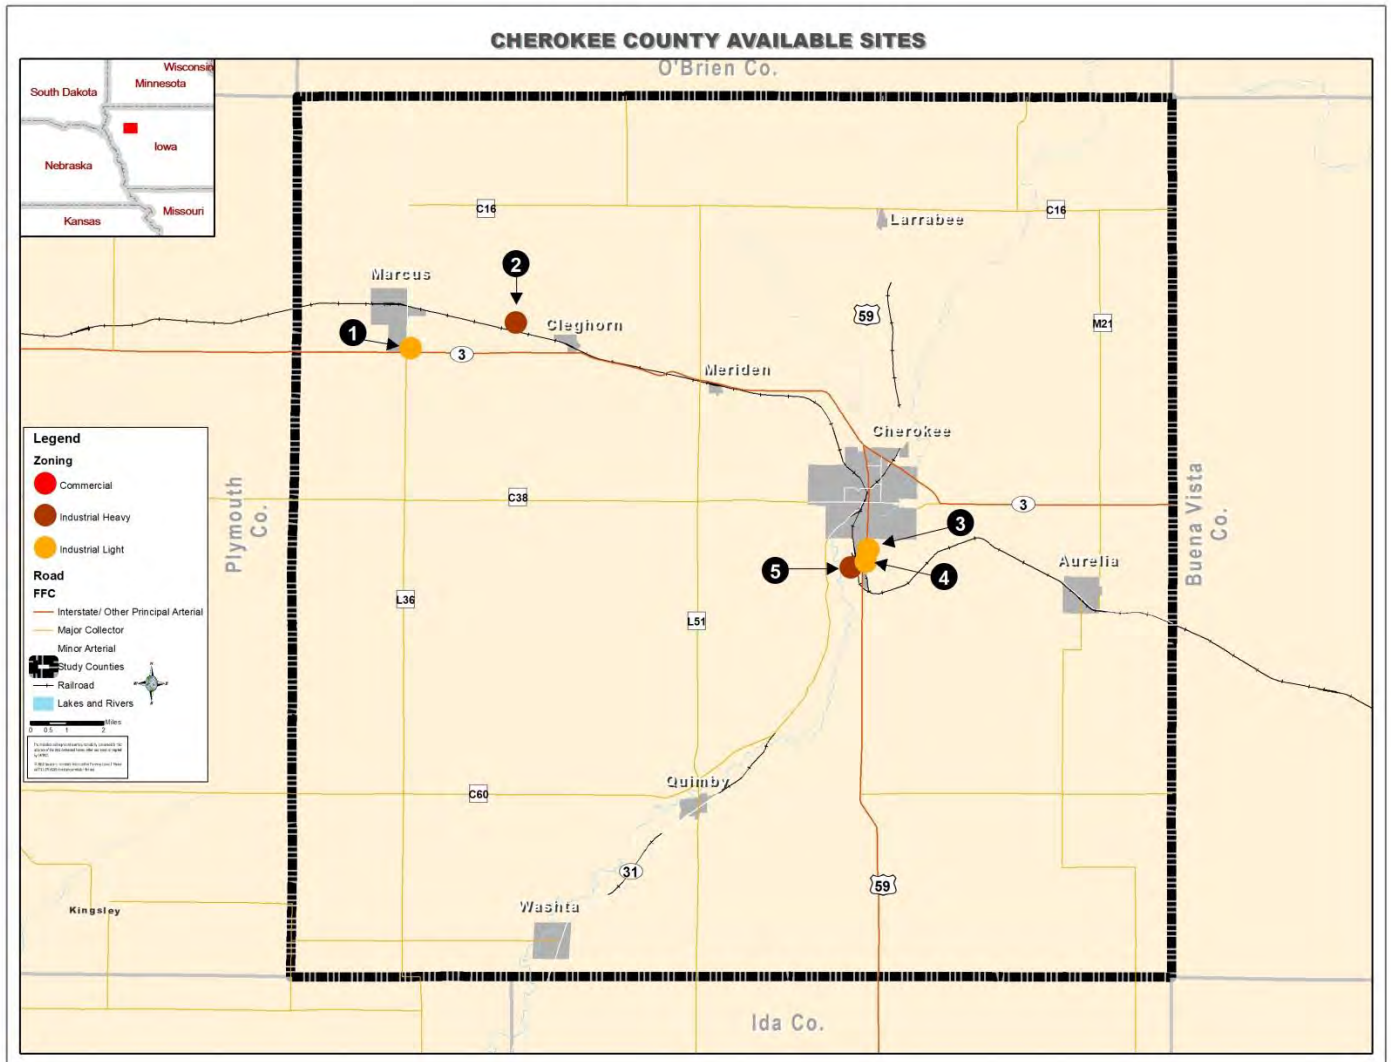 CHEROKEE COUNTY AVAILABLE SITES
O'Brien Co.
Wisconsin
Minnesota
South Dakota
Iowa
Nebraska
Missouri
Kansas
C16
C16
Larrabee
2
Marcus
59
Cleghorn
M21
1
3
Meriden
Cherokee
Legend
Zoning
Commercial
Industrial Heavy
Industrial Light
Road
FFC
Interstate/ Other Principal Arterial
Major Collector
Minor Arterial
Study Counties
Railroad
Lakes and Rivers
Miles
0 0.5 1 2
Plymouth
Co.
C38
3
Buena Vista
Co.
3
5
4
Aurelia
L36
L51
Quimby
C60
31
59
Kingsley
Washta
Ida Co.